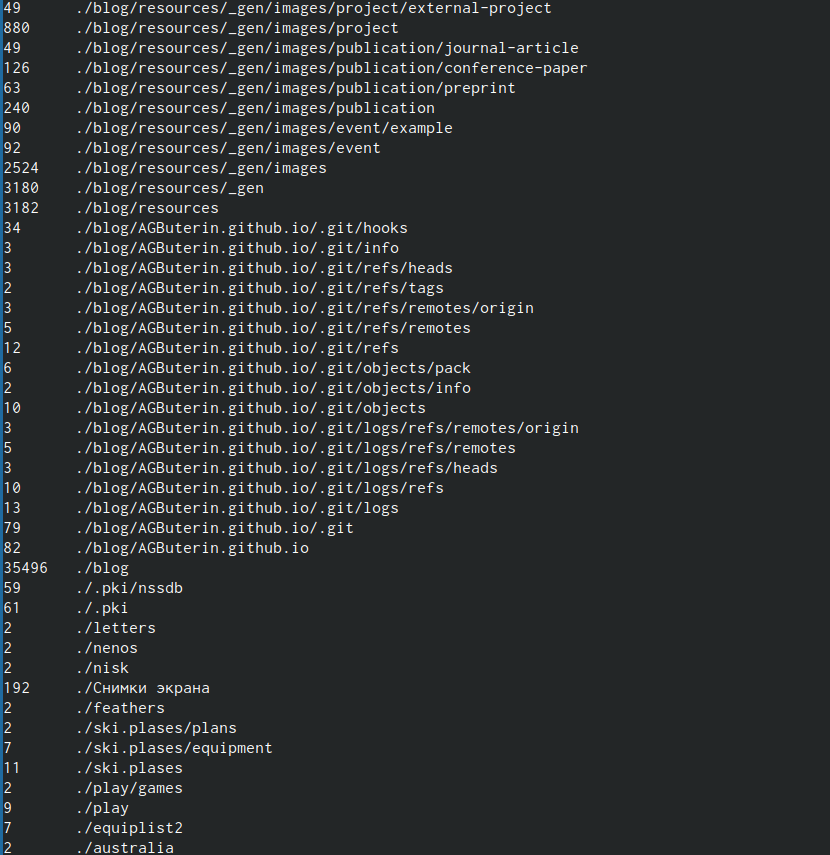 49 ./blog/resources/_gen/images/project/external-project
880 ./blog/resources/_gen/images/project
49 ./blog/resources/_gen/images/publication/journal-article
126 ./blog/resources/_gen/images/publication/conference-paper
63 ./blog/resources/_gen/images/publication/preprint
240 ./blog/resources/_gen/images/publication
90 ./blog/resources/_gen/images/event/example
92 ./blog/resources/_gen/images/event
2524 ./blog/resources/_gen/images
3180 ./blog/resources/_gen
3182 ./blog/resources
34 ./blog/AGButerin.github.io/.git/hooks
3 ./blog/AGButerin.github.io/.git/info
3 ./blog/AGButerin.github.io/.git/refs/heads
2 ./blog/AGButerin.github.io/.git/refs/tags
3 ./blog/AGButerin.github.io/.git/refs/remotes/origin
5 ./blog/AGButerin.github.io/.git/refs/remotes
12 ./blog/AGButerin.github.io/.git/refs
6 ./blog/AGButerin.github.io/.git/objects/pack
2 ./blog/AGButerin.github.io/.git/objects/info
10 ./blog/AGButerin.github.io/.git/objects
3 ./blog/AGButerin.github.io/.git/logs/refs/remotes/origin
5 ./blog/AGButerin.github.io/.git/logs/refs/remotes
3 ./blog/AGButerin.github.io/.git/logs/refs/heads
10 ./blog/AGButerin.github.io/.git/logs/refs
13 ./blog/AGButerin.github.io/.git/logs
79 ./blog/AGButerin.github.io/.git
82 ./blog/AGButerin.github.io
35496 ./blog
59 ./.pki/nssdb
61 ./.pki
2 ./letters
2 ./nenos
2 ./nisk
192 ./Снимки экрана
2 ./feathers
2 ./ski.plases/plans
7 ./ski.plases/equipment
11 ./ski.plases
2 ./play/games
9 ./play
7 ./equiplist2
2 ./australia